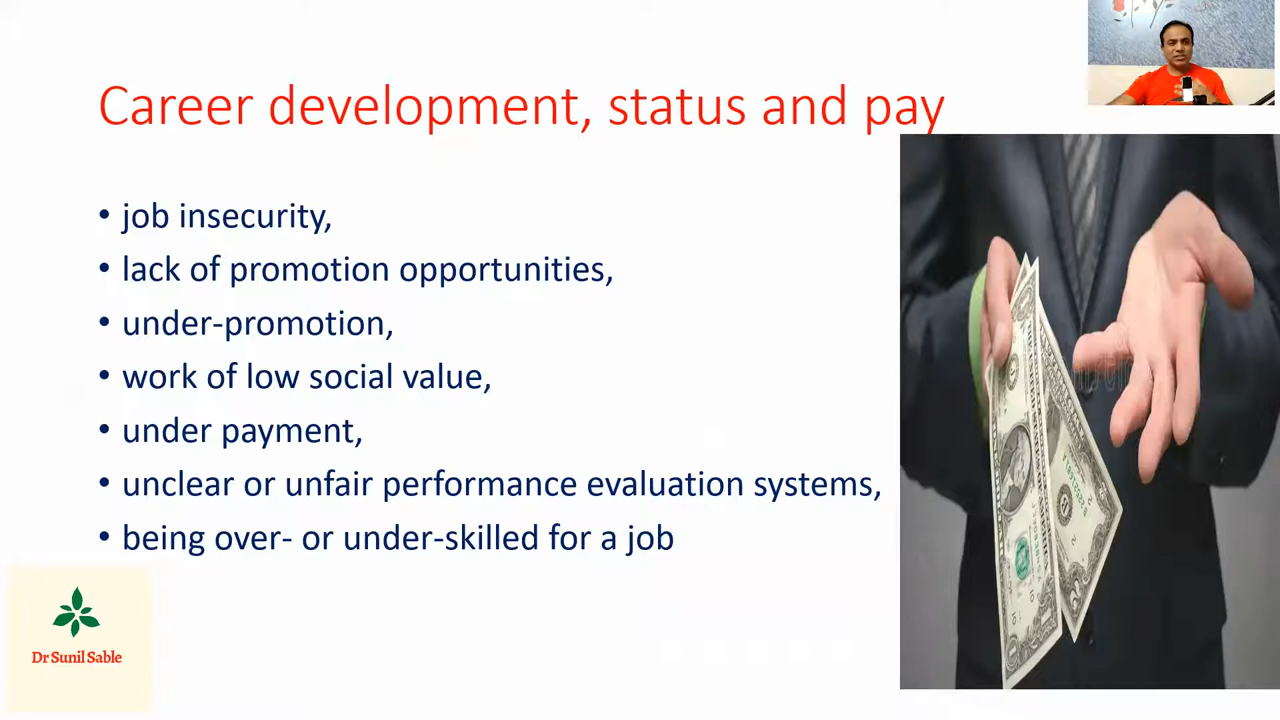 Career development, status and pay
• job insecurity,
• lack of promotion opportunities,
• under-promotion,
• work of low social value,
• under payment,
• unclear or unfair performance evaluation systems,
• being over- or under-skilled for a job
Dr Sunil Sable